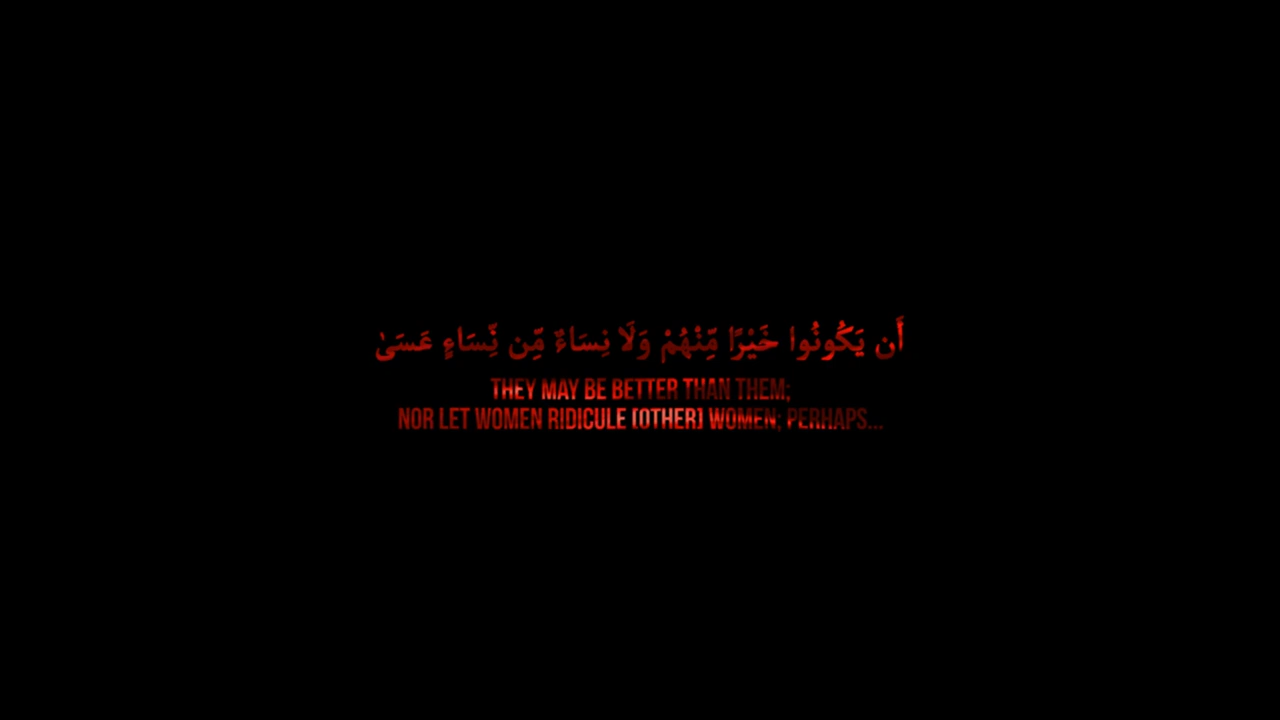 أَن يَكُونُوا خَيْرًا مِّنْهُمْ وَلَا نِسَاءٌ مِّن نِّسَاءٍ عَسَىٰ
THEY MAY BE BETTER THAN THEM;
NOR LET WOMEN RIDICULE [OTHER] WOMEN; PERHAPS...